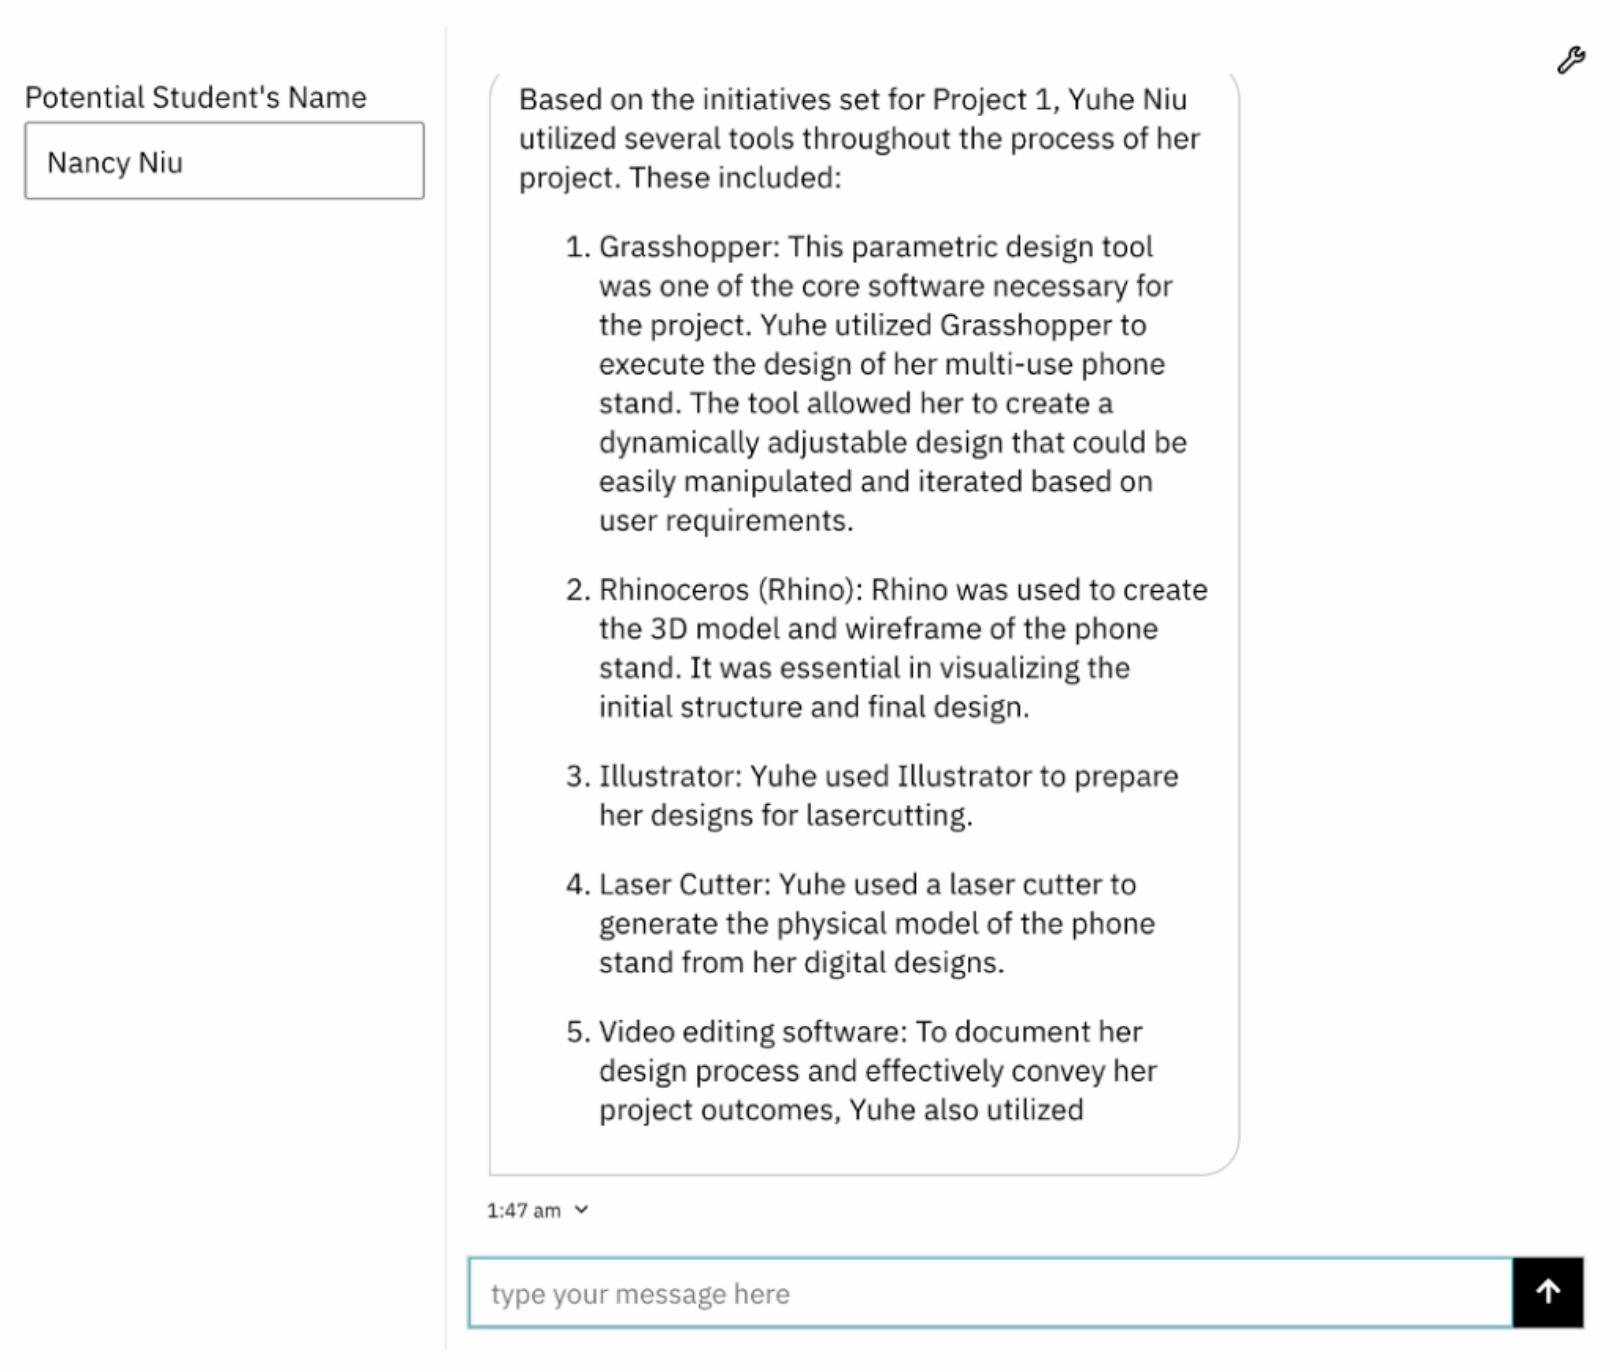 Potential Student's Name
Nancy Niu
Based on the initiatives set for Project 1, Yuhe Niu
utilized several tools throughout the process of her
project. These included:
1. Grasshopper: This parametric design tool
was one of the core software necessary for
the project. Yuhe utilized Grasshopper to
execute the design of her multi-use phone
stand. The tool allowed her to create a
dynamically adjustable design that could be
easily manipulated and iterated based on
user requirements.
2. Rhinoceros (Rhino): Rhino was used to create
the 3D model and wireframe of the phone
stand. It was essential in visualizing the
initial structure and final design.
3. Illustrator: Yuhe used Illustrator to prepare
her designs for lasercutting.
4. Laser Cutter: Yuhe used a laser cutter to
generate the physical model of the phone
stand from her digital designs.
5. Video editing software: To document her
design process and effectively convey her
project outcomes, Yuhe also utilized
1:47 am
type your message here